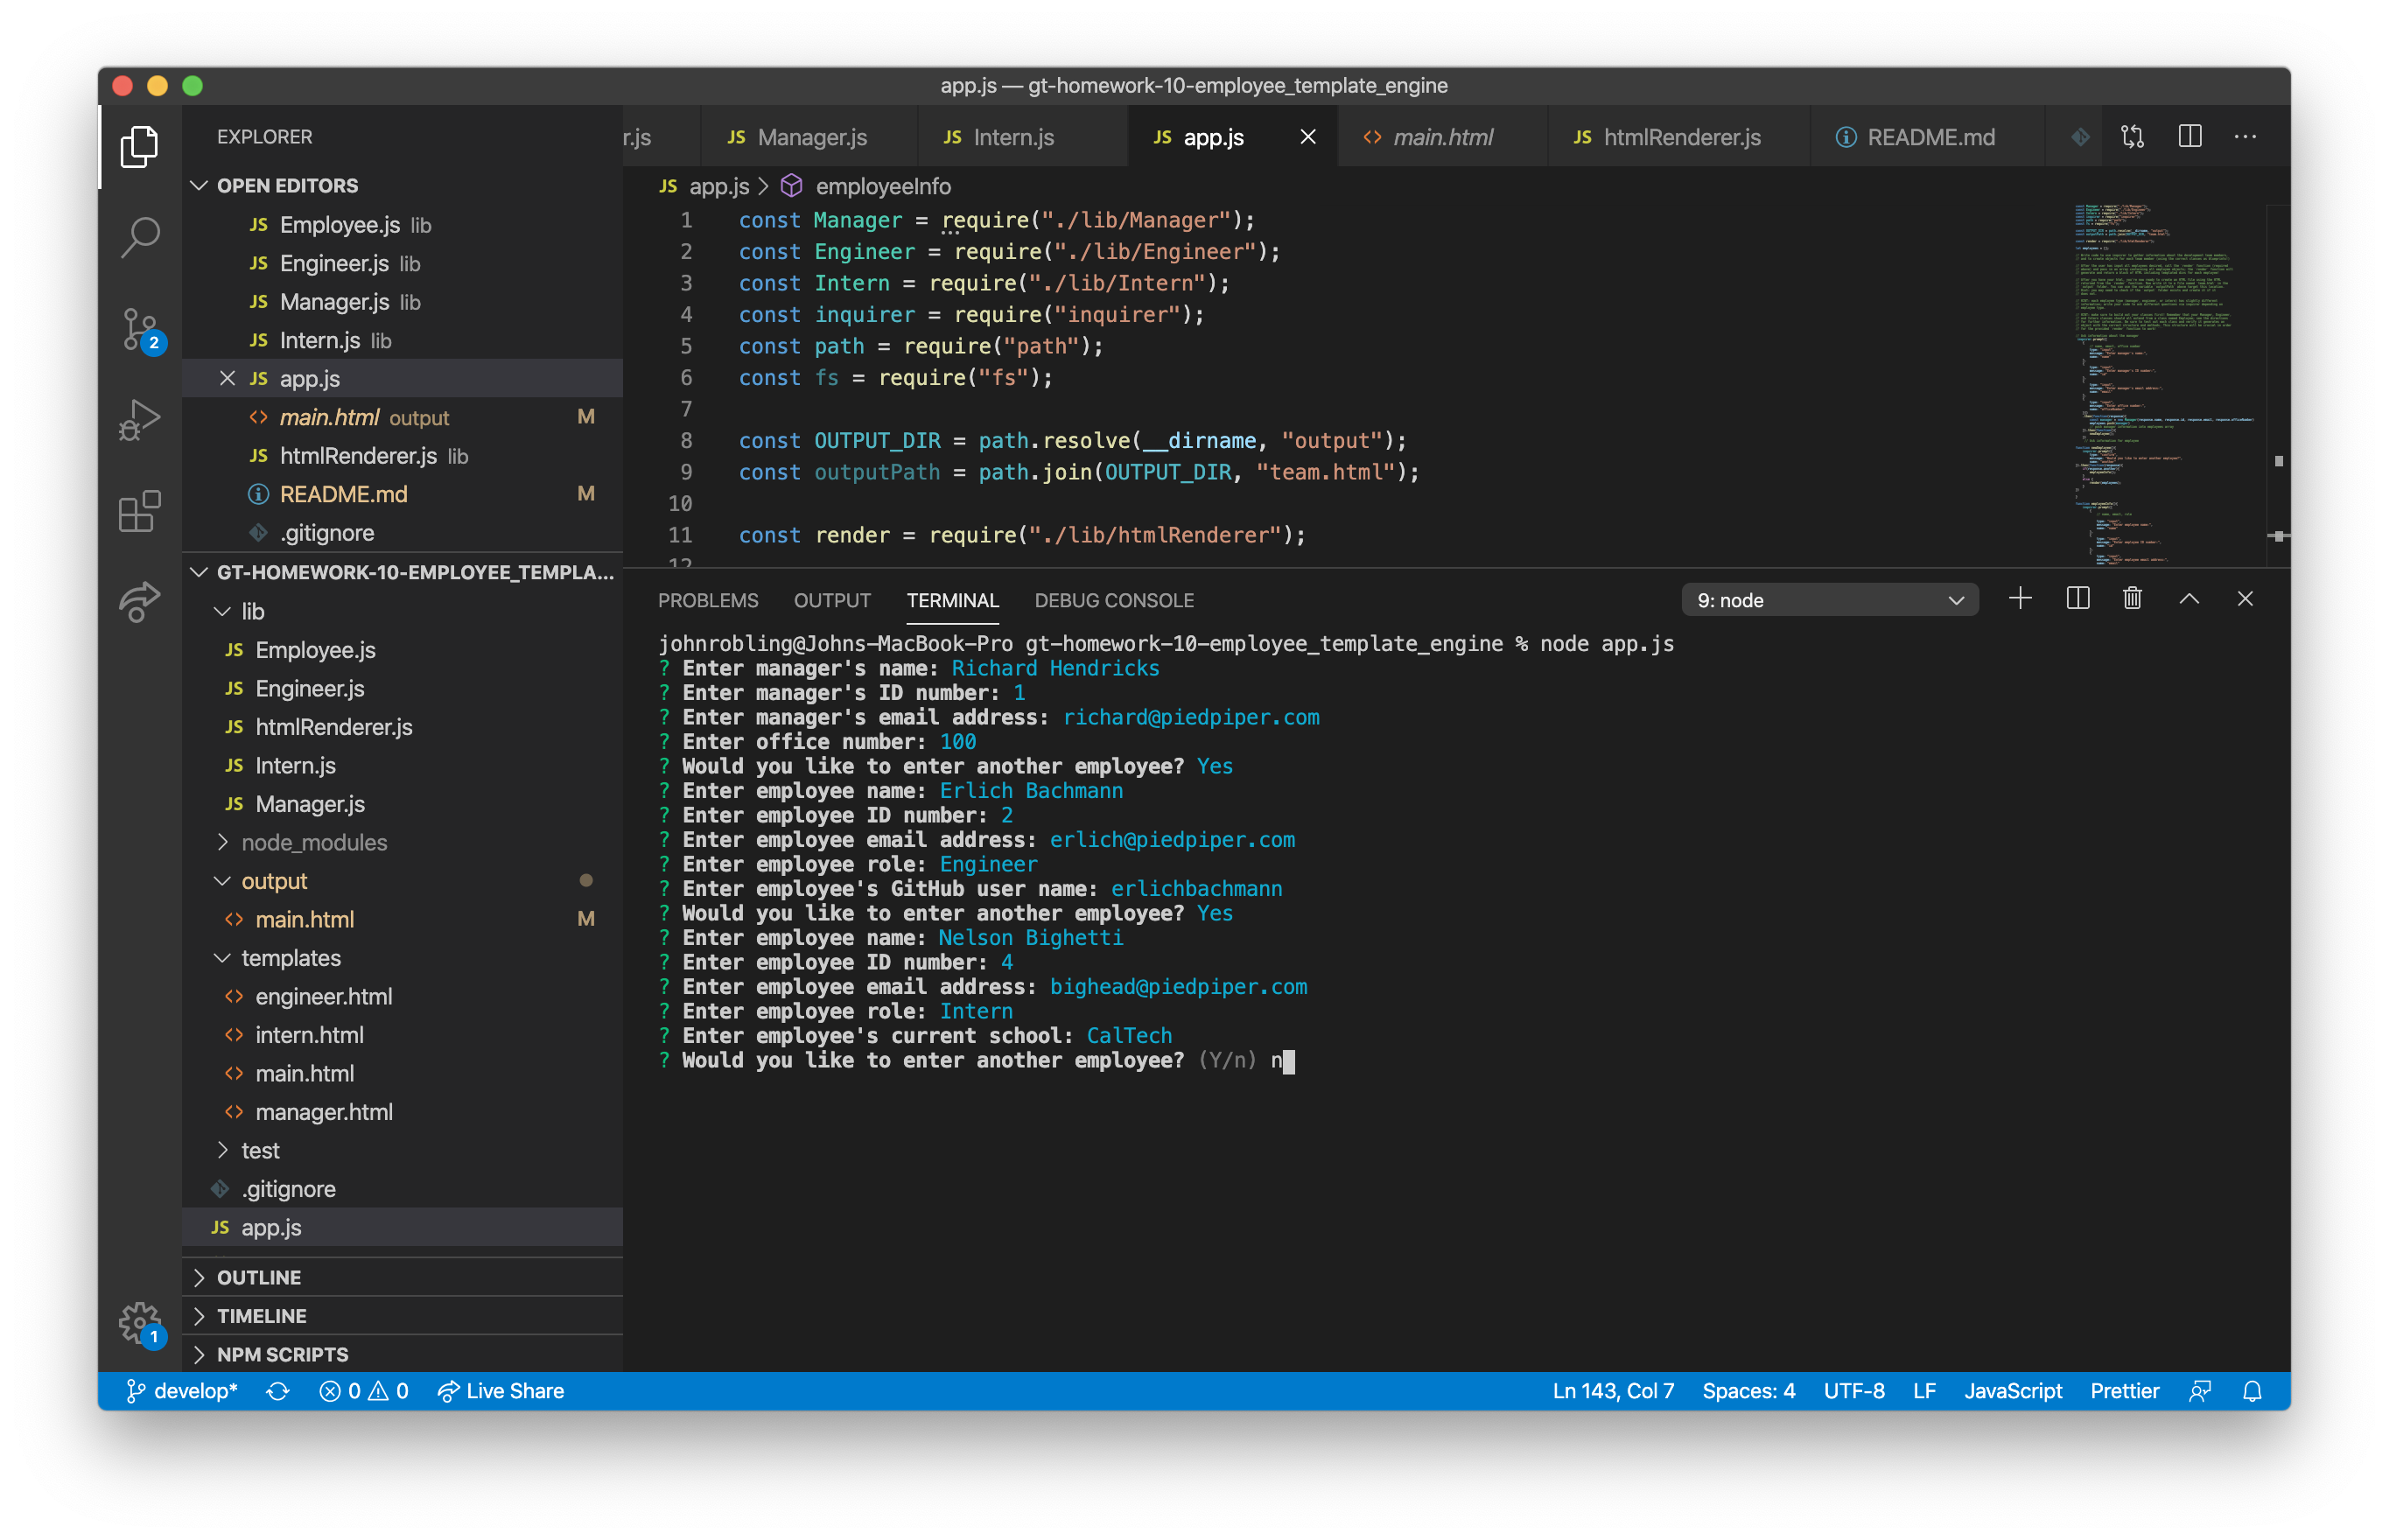 app.js — gt-homework-10-employee_template_engine
EXPLORER
OPEN EDITORS
JS Employee.js lib
JS Engineer.js lib
JS Manager.js lib
JS Intern.js lib
JS app.js
<> main.html output M
JS htmlRenderer.js lib
README.md M
.gitignore
GT-HOMEWORK-10-EMPLOYEE_TEMPLA...
lib
JS Employee.js
JS Engineer.js
JS htmlRenderer.js
JS Intern.js
JS Manager.js
node_modules
output
<> main.html M
templates
<> engineer.html
<> intern.html
<> main.html
<> manager.html
test
.gitignore
JS app.js
OUTLINE
TIMELINE
NPM SCRIPTS
2
1
r.js JS Manager.js JS Intern.js JS app.js <> main.html JS htmlRenderer.js README.md
JS app.js > employeeInfo
1 const Manager = require("./lib/Manager");
2 const Engineer = require("./lib/Engineer");
3 const Intern = require("./lib/Intern");
4 const inquirer = require("inquirer");
5 const path = require("path");
6 const fs = require("fs");
7
8 const OUTPUT_DIR = path.resolve(__dirname, "output");
9 const outputPath = path.join(OUTPUT_DIR, "team.html");
10
11 const render = require("./lib/htmlRenderer");
12
PROBLEMS OUTPUT TERMINAL DEBUG CONSOLE 9: node
johnrobling@Johns-MacBook-Pro gt-homework-10-employee_template_engine % node app.js
? Enter manager's name: Richard Hendricks
? Enter manager's ID number: 1
? Enter manager's email address: richard@piedpiper.com
? Enter office number: 100
? Would you like to enter another employee? Yes
? Enter employee name: Erlich Bachmann
? Enter employee ID number: 2
? Enter employee email address: erlich@piedpiper.com
? Enter employee role: Engineer
? Enter employee's GitHub user name: erlichbachmann
? Would you like to enter another employee? Yes
? Enter employee name: Nelson Bighetti
? Enter employee ID number: 4
? Enter employee email address: bighead@piedpiper.com
? Enter employee role: Intern
? Enter employee's current school: CalTech
? Would you like to enter another employee? (Y/n) n
develop* 0 0 Live Share Ln 143, Col 7 Spaces: 4 UTF-8 LF JavaScript Prettier